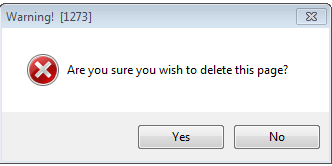 Warning! [1273]
Are you sure you wish to delete this page?
Yes
No